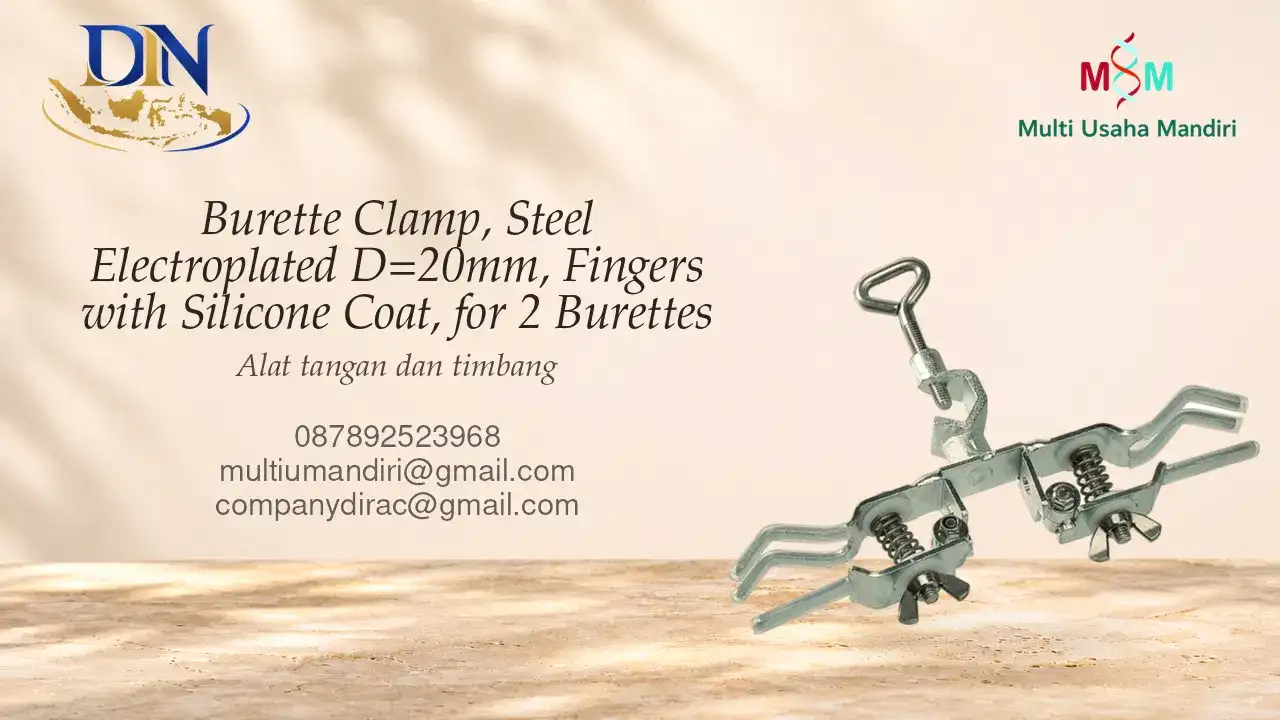 DIN
MSM
Multi Usaha Mandiri
Burette Clamp, Steel
Electroplated D=20mm, Fingers
with Silicone Coat, for 2 Burettes
Alat tangan dan timbang
087892523968
multiumandiri@gmail.com
companydirac@gmail.com